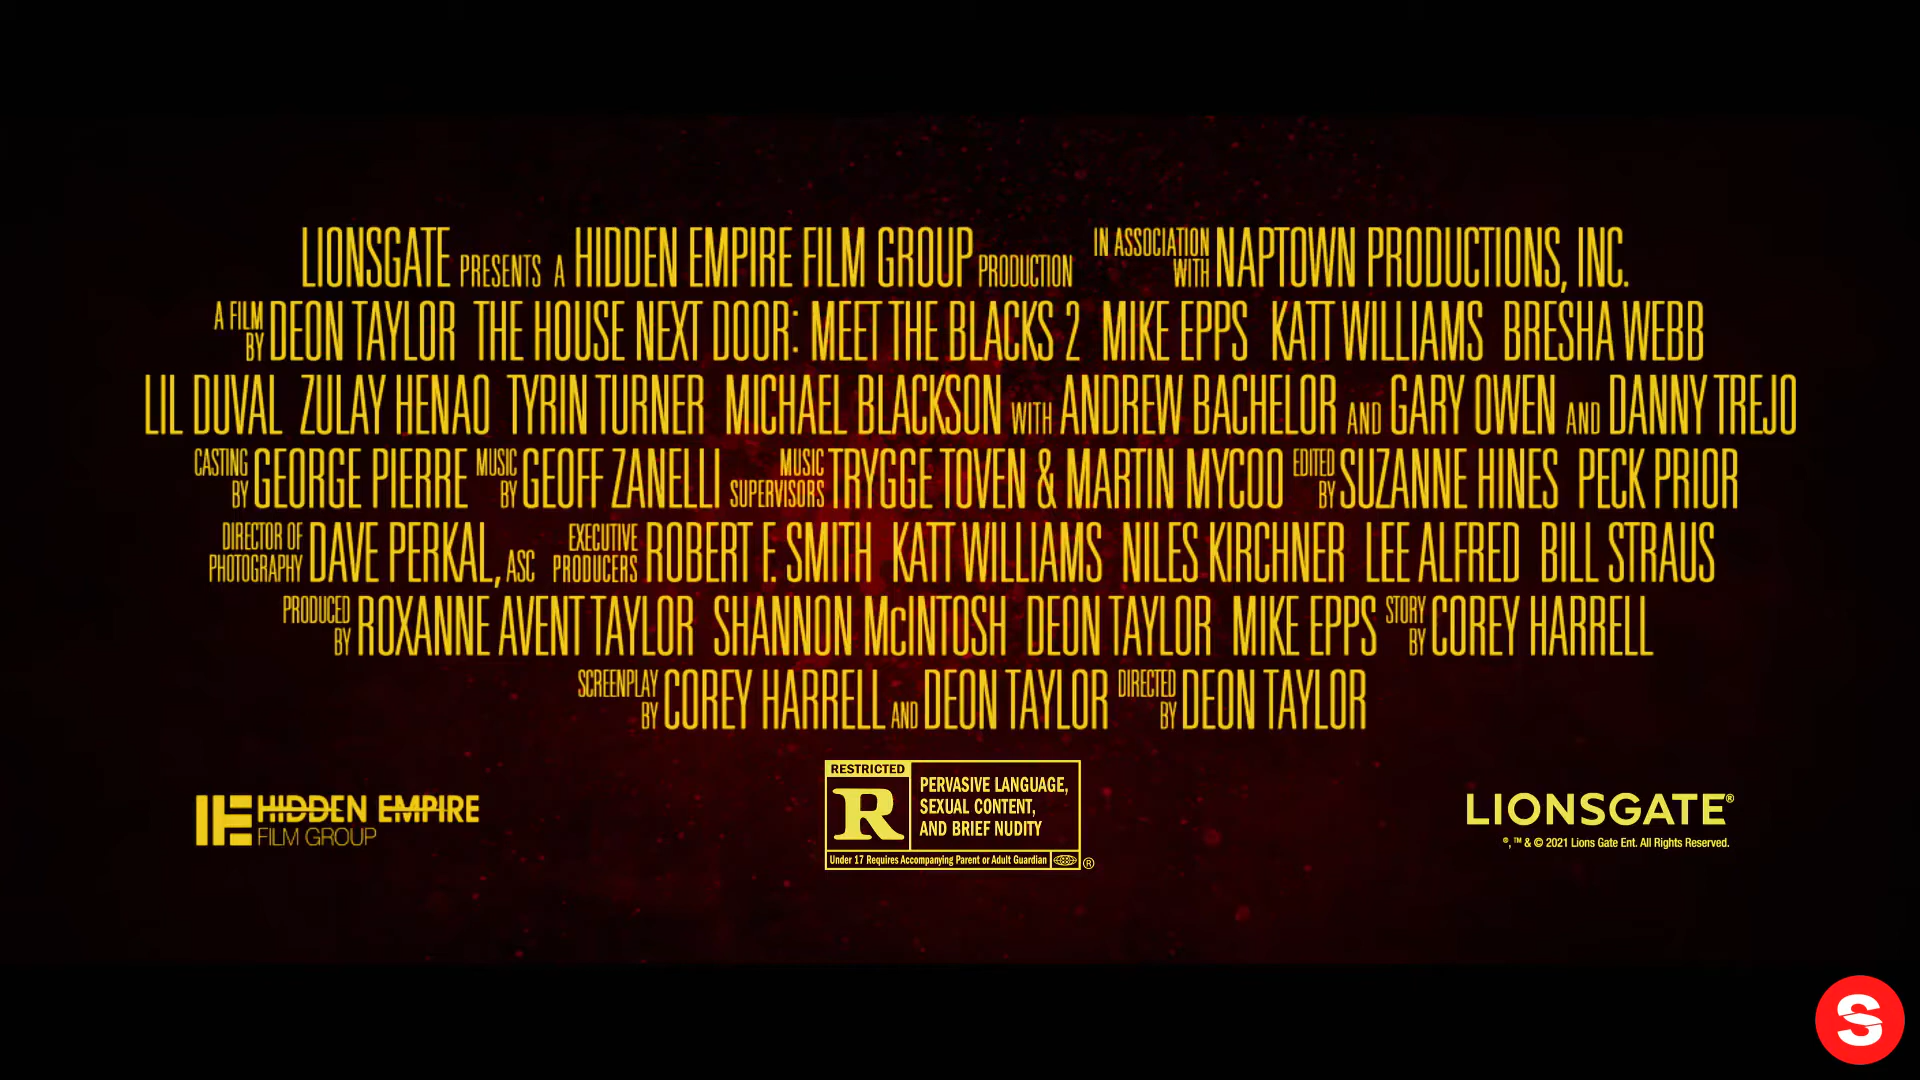 LIONSGATE PRESENTS A HIDDEN EMPIRE FILM GROUP PRODUCTION IN ASSOCIATION WITH NAPTOWN PRODUCTIONS, INC.
A FILM BY DEON TAYLOR THE HOUSE NEXT DOOR: MEET THE BLACKS 2 MIKE EPPS KATT WILLIAMS BRESHA WEBB
LIL DUVAL ZULAY HENAO TYRIN TURNER MICHAEL BLACKSON WITH ANDREW BACHELOR AND GARY OWEN AND DANNY TREJO
CASTING BY GEORGE PIERRE MUSIC BY GEOFF ZANELLI MUSIC SUPERVISORS TRYGGE TOVEN & MARTIN MYCOO EDITED BY SUZANNE HINES PECK PRIOR
DIRECTOR OF PHOTOGRAPHY DAVE PERKAL, ASC EXECUTIVE PRODUCERS ROBERT F. SMITH KATT WILLIAMS NILES KIRCHNER LEE ALFRED BILL STRAUS
PRODUCED BY ROXANNE AVENT TAYLOR SHANNON McINTOSH DEON TAYLOR MIKE EPPS STORY BY COREY HARRELL
SCREENPLAY BY COREY HARRELL AND DEON TAYLOR DIRECTED BY DEON TAYLOR
HIDDEN EMPIRE
FILM GROUP
RESTRICTED
R
PERVASIVE LANGUAGE,
SEXUAL CONTENT,
AND BRIEF NUDITY
Under 17 Requires Accompanying Parent or Adult Guardian ®
LIONSGATE®
®, ™ & © 2021 Lions Gate Ent. All Rights Reserved.
S